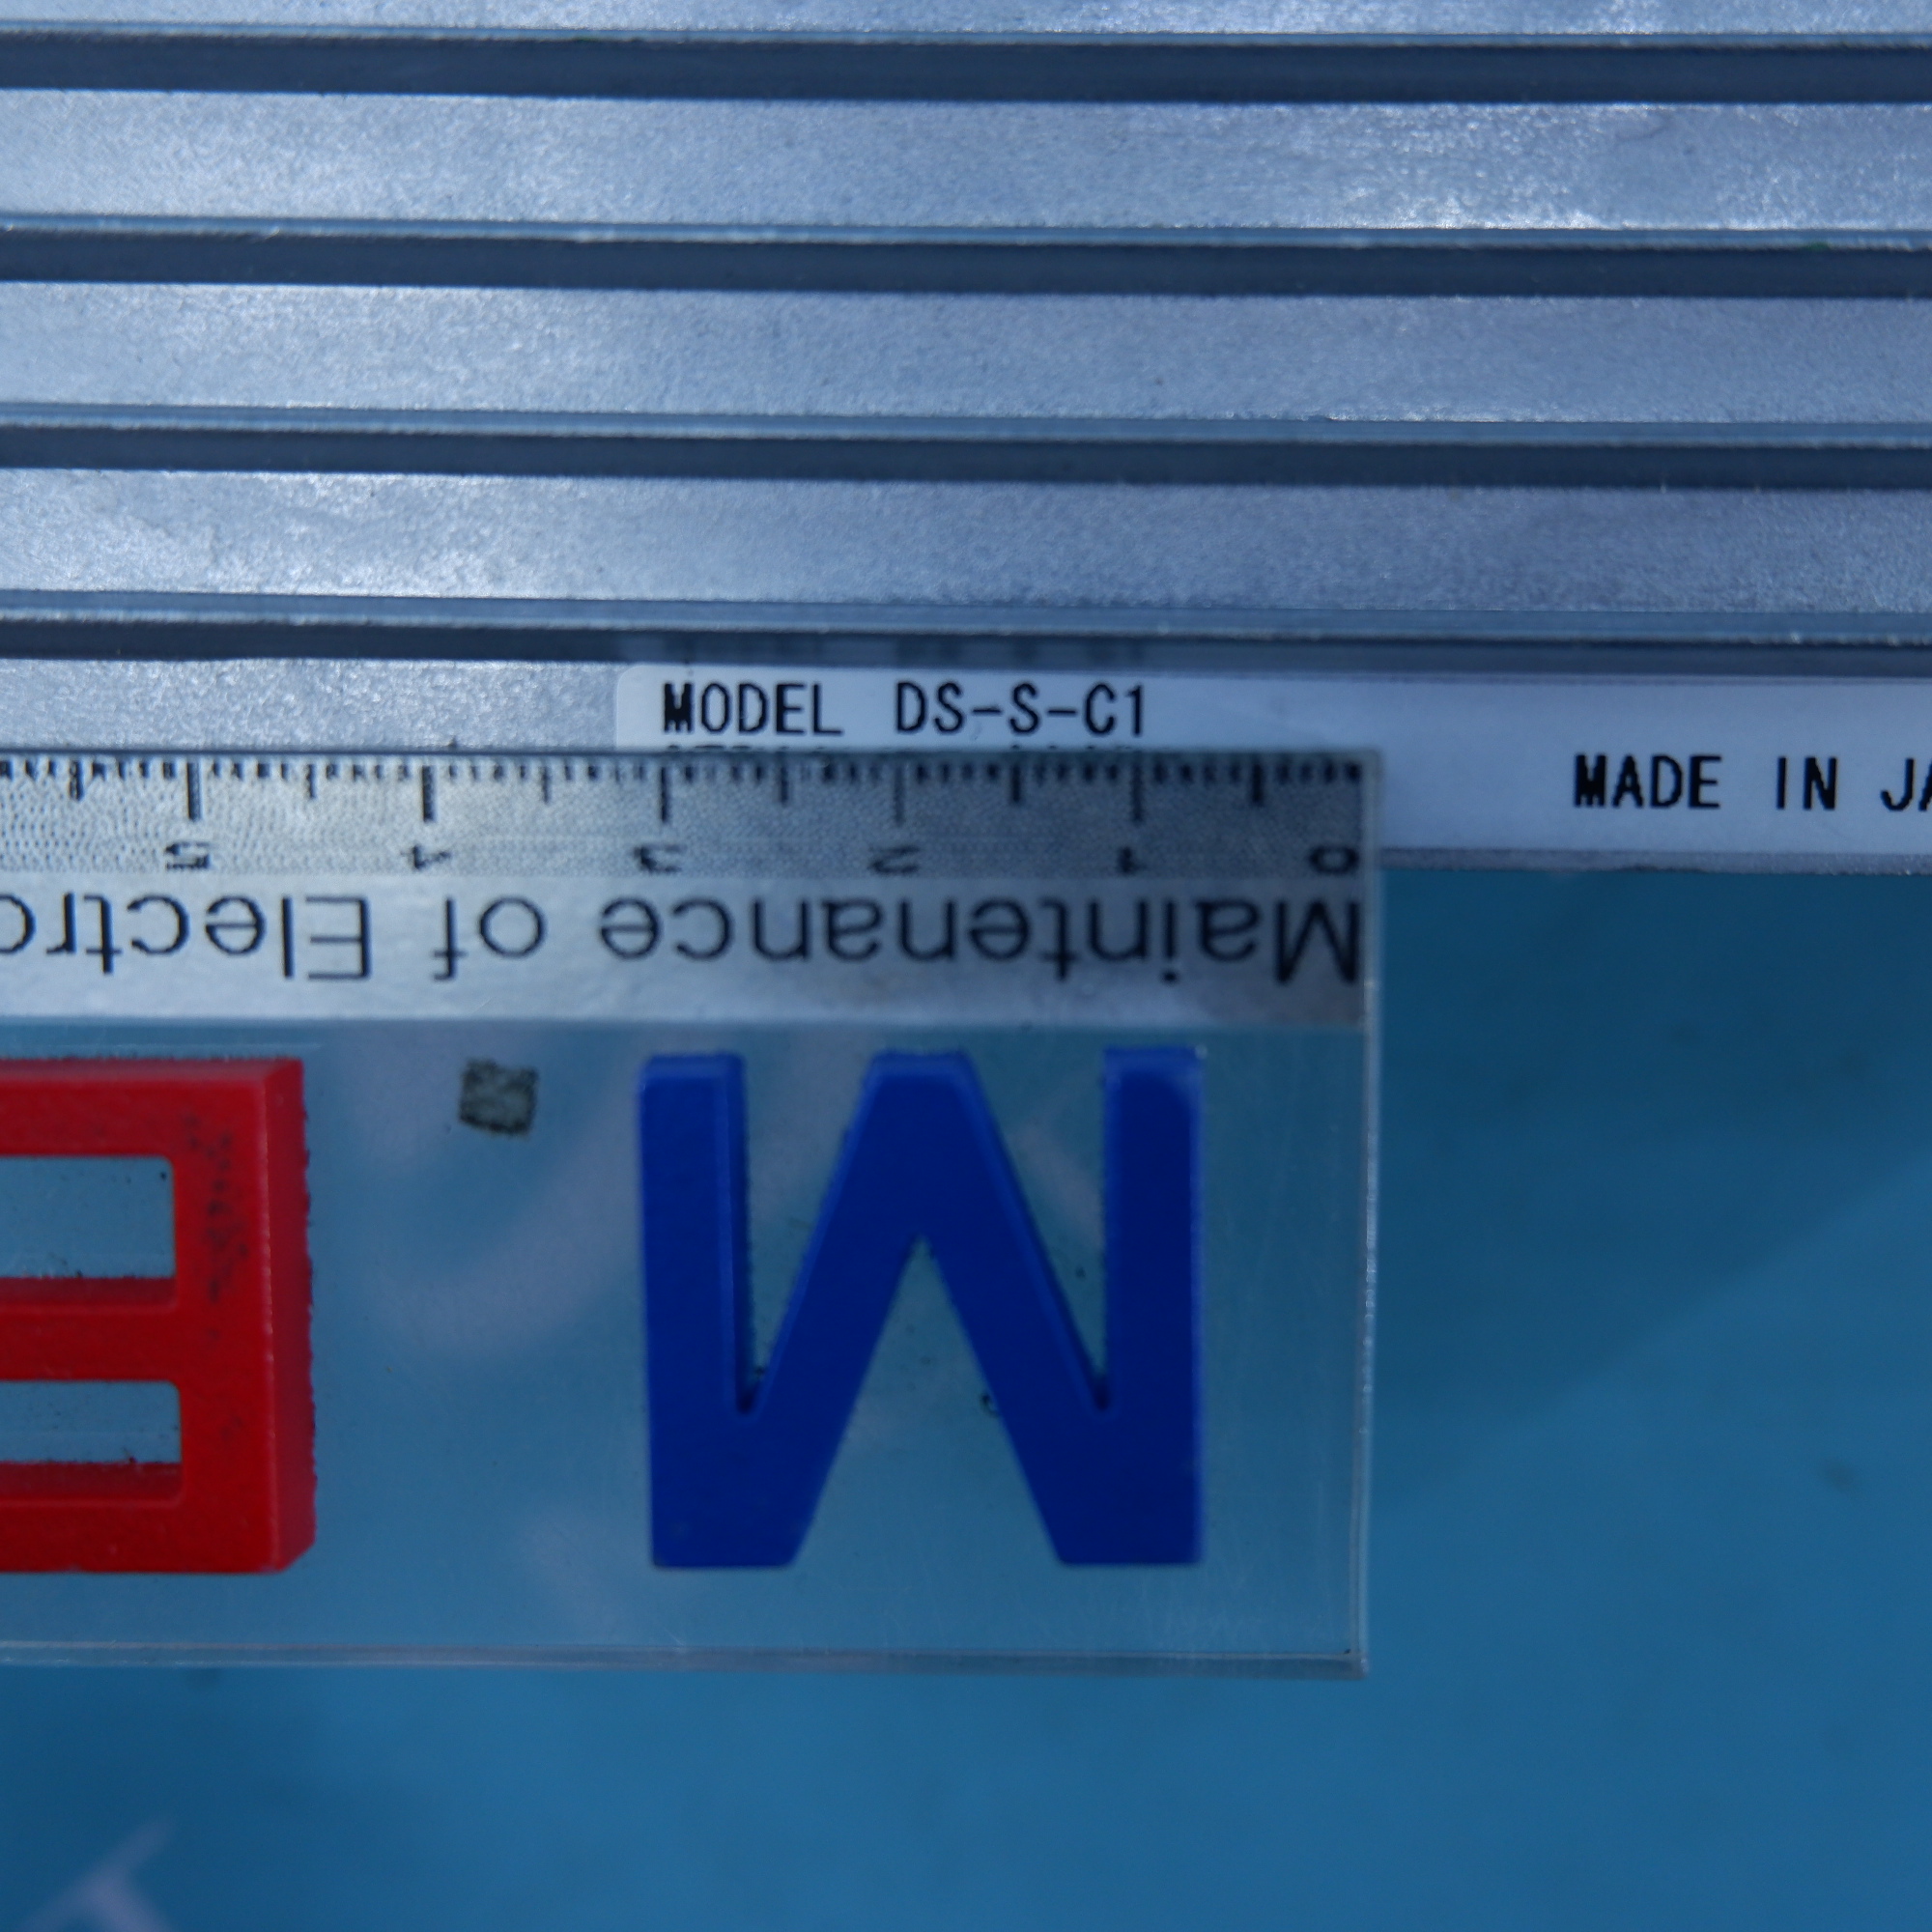 MODEL DS-S-C1
MADE IN JA
5 4 3 2 1 0
Maintenance of Electro
M